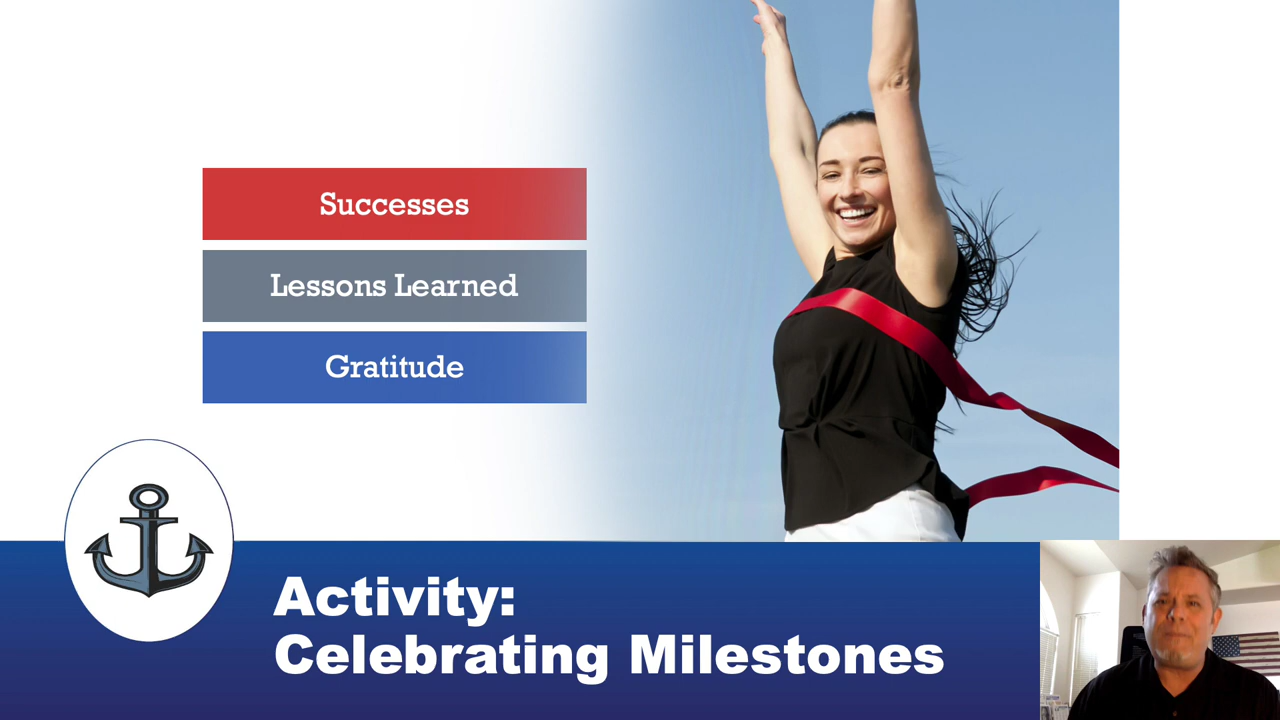 Successes
Lessons Learned
Gratitude
Activity:
Celebrating Milestones